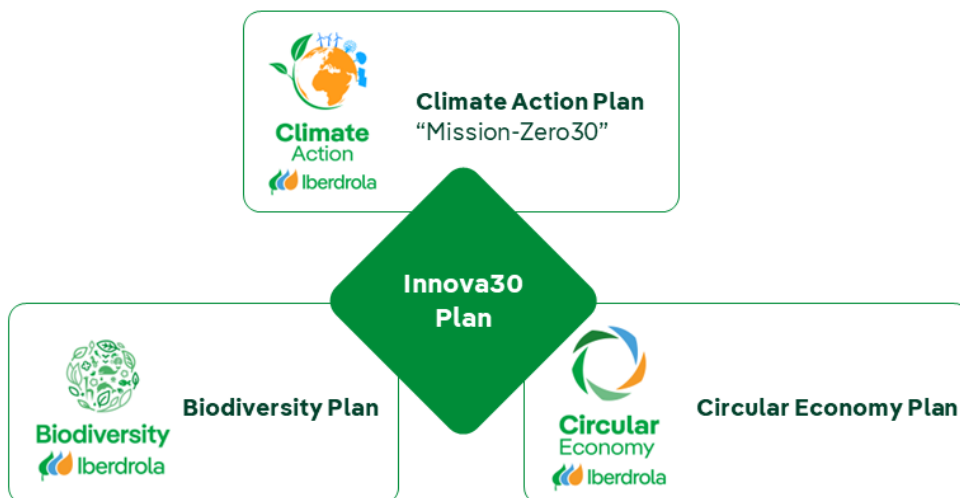 Climate
Action
Iberdrola
Climate Action Plan
“Mission-Zero30”
Innova30
Plan
Biodiversity
Iberdrola
Biodiversity Plan
Circular
Economy
Iberdrola
Circular Economy Plan